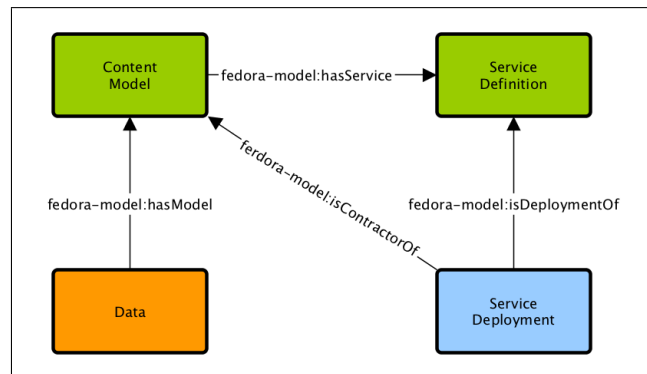 Content
Model
fedora-model:hasService
Service
Definition
ferdora-model:isContractorOf
fedora-model:hasModel
fedora-model:isDeploymentOf
Data
Service
Deployment